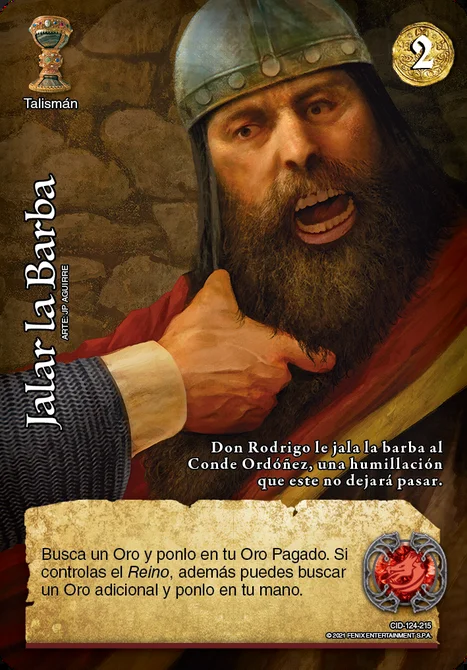 2
Talismán
Jalar la Barba
ARTE: JP. AGUIRRE
Don Rodrigo le jala la barba al
Conde Ordóñez, una humillación
que este no dejará pasar.
Busca un Oro y ponlo en tu Oro Pagado. Si
controlas el Reino, además puedes buscar
un Oro adicional y ponlo en tu mano.
CID-124-215
© 2021 FENIX ENTERTAINMENT S.P.A.